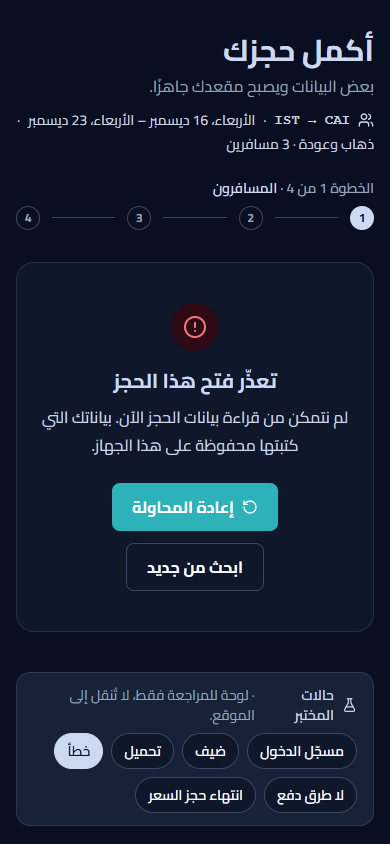 أكمل حجزك
بعض البيانات ويصبح مقعدك جاهزًا.
IST → CAI · الأربعاء، 16 ديسمبر – الأربعاء، 23 ديسمبر ·
ذهاب وعودة · 3 مسافرين
الخطوة 1 من 4 · المسافرون
1 2 3 4
تعذّر فتح هذا الحجز
لم نتمكن من قراءة بيانات الحجز الآن. بياناتك التي
كتبتها محفوظة على هذا الجهاز.
إعادة المحاولة
ابحث من جديد
حالات المختبر · لوحة للمراجعة فقط، لا تُنقل إلى الموقع.
مسجّل الدخول ضيف تحميل خطأ
لا طرق دفع انتهاء حجز السعر